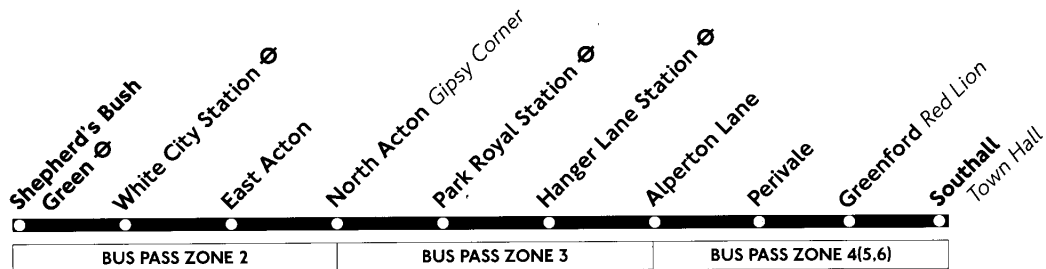 Shepherd's Bush
Green
White City Station
East Acton
North Acton Gipsy Corner
Park Royal Station
Hanger Lane Station
Alperton Lane
Perivale
Greenford Red Lion
Southall
Town Hall
BUS PASS ZONE 2
BUS PASS ZONE 3
BUS PASS ZONE 4(5,6)